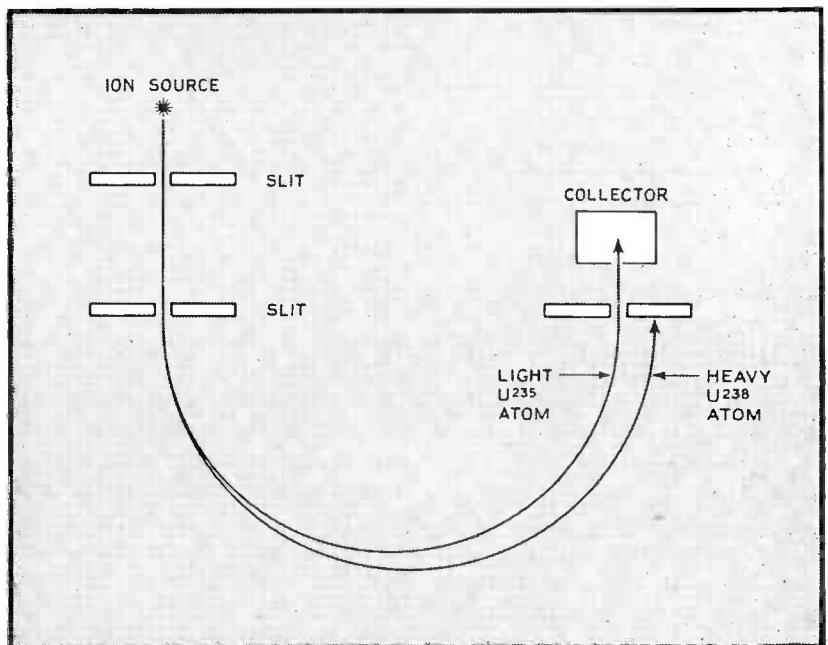 ION SOURCE
SLIT
COLLECTOR
SLIT
LIGHT
U²³⁵
ATOM
HEAVY
U²³⁸
ATOM